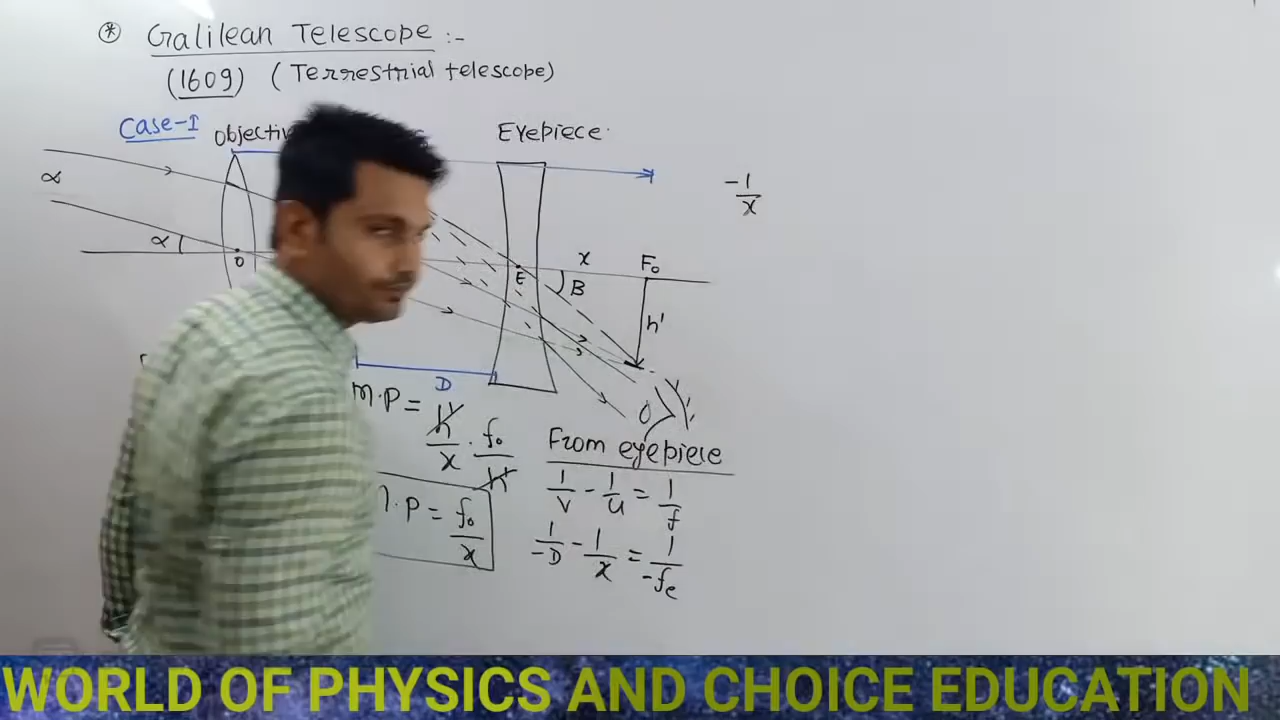 * Galilean Telescope :-
(1609) (Terrestrial telescope)
Case-I
Objectiv
Eyepiece
α
α
O
E
B
x
F₀
h'
-1/x
D
M.P = h'/x · f₀/h'
M.P = f₀/x
From eyepiece
1/v - 1/u = 1/f
1/-D - 1/x = 1/-fₑ
WORLD OF PHYSICS AND CHOICE EDUCATION